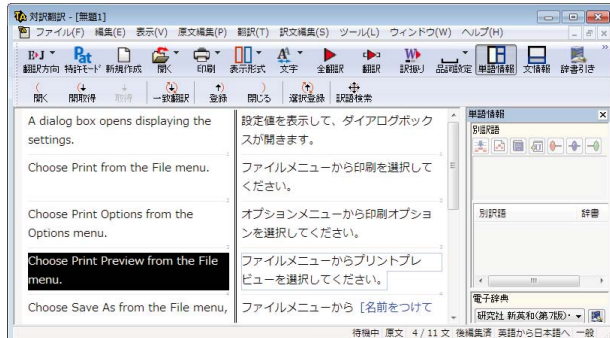 対訳翻訳 - [無題1]
ファイル(F) 編集(E) 表示(V) 原文編集(P) 翻訳(T) 訳文編集(S) ツール(L) ウィンドウ(W) ヘルプ(H)
E▸J Pat W
翻訳方向 特許モード 新規作成 開く 印刷 表示形式 文字 全翻訳 翻訳 訳振り 品詞設定 単語情報 文情報 辞書引き
開く 間取得 取得 一致翻訳 登録 閉じる 選択登録 訳語検索
A dialog box opens displaying the
settings.
設定値を表示して、ダイアログボック
スが開きます。
Choose Print from the File menu.
ファイルメニューから印刷を選択して
ください。
Choose Print Options from the
Options menu.
オプションメニューから印刷オプショ
ンを選択してください。
Choose Print Preview from the File
menu.
ファイルメニューからプリントプレ
ビューを選択してください。
Choose Save As from the File menu,
ファイルメニューから [名前をつけて
単語情報
別訳語
別訳語 辞書
電子辞典
研究社 新英和(第7版)・
待機中 原文 4 / 11 文 後編集済 英語から日本語へ 一般